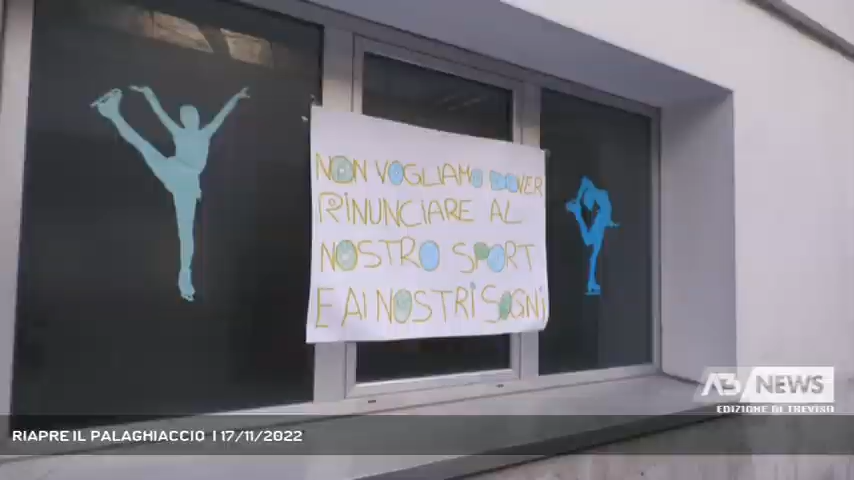 NON VOGLIAMO DOVER
RINUNCIARE AL
NOSTRO SPORT
E AI NOSTRI SOGNI
A3 NEWS
EDIZIONE DI TREVISO
RIAPRE IL PALAGHIACCIO | 17/11/2022